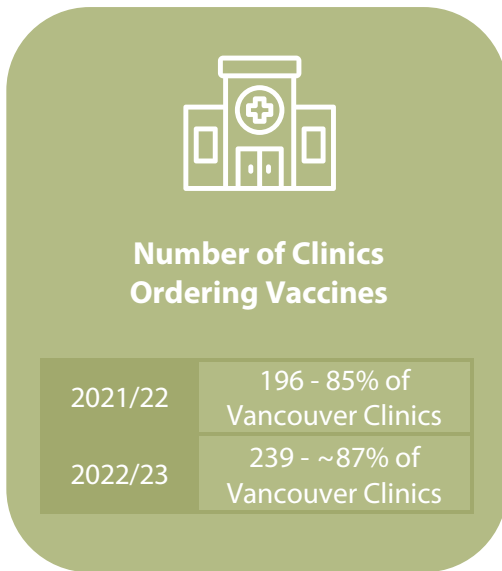 Number of Clinics
Ordering Vaccines
2021/22
196 - 85% of
Vancouver Clinics
2022/23
239 - ~87% of
Vancouver Clinics